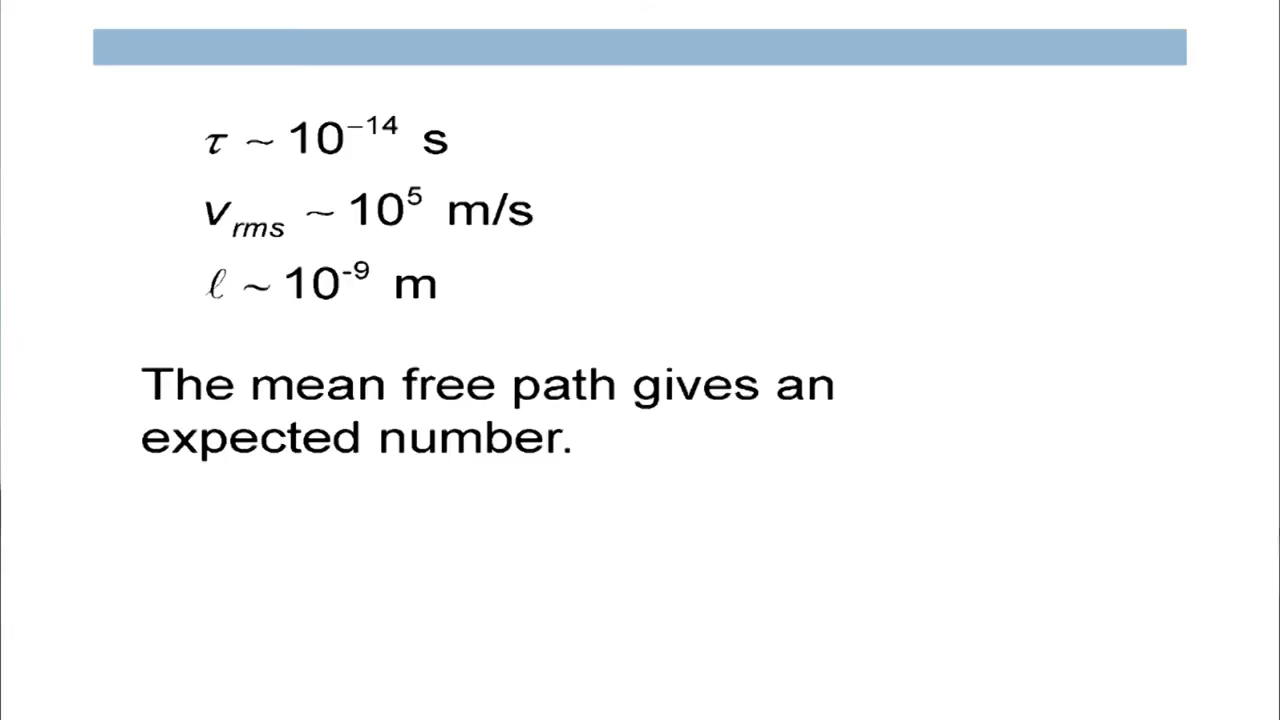 τ ~ 10⁻¹⁴ s
v_rms ~ 10⁵ m/s
ℓ ~ 10⁻⁹ m
The mean free path gives an
expected number.